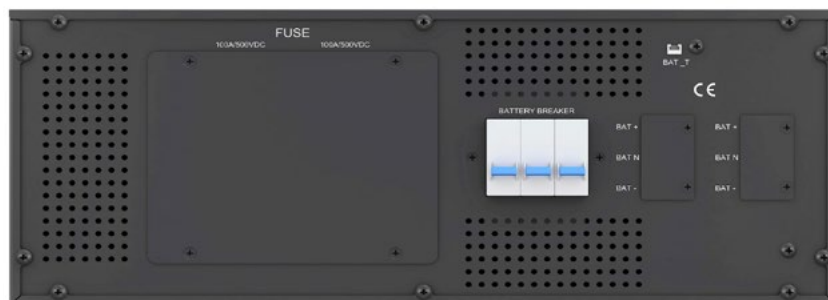 FUSE
100A/500VDC 100A/500VDC
BAT_T
CE
BATTERY BREAKER
BAT + BAT +
BAT N BAT N
BAT - BAT -